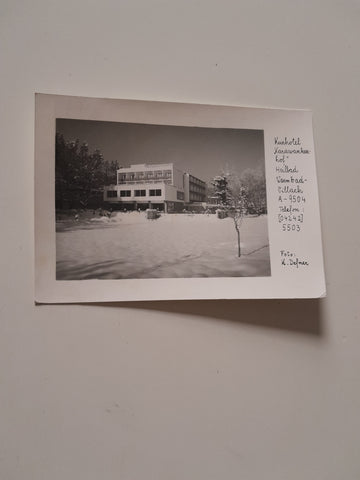 Kurhotel
"Karawanken-
hof"
Heilbad
Warmbad-
Villach
A-9504
Telefon:
(04242)
5503
Foto:
K. Defner